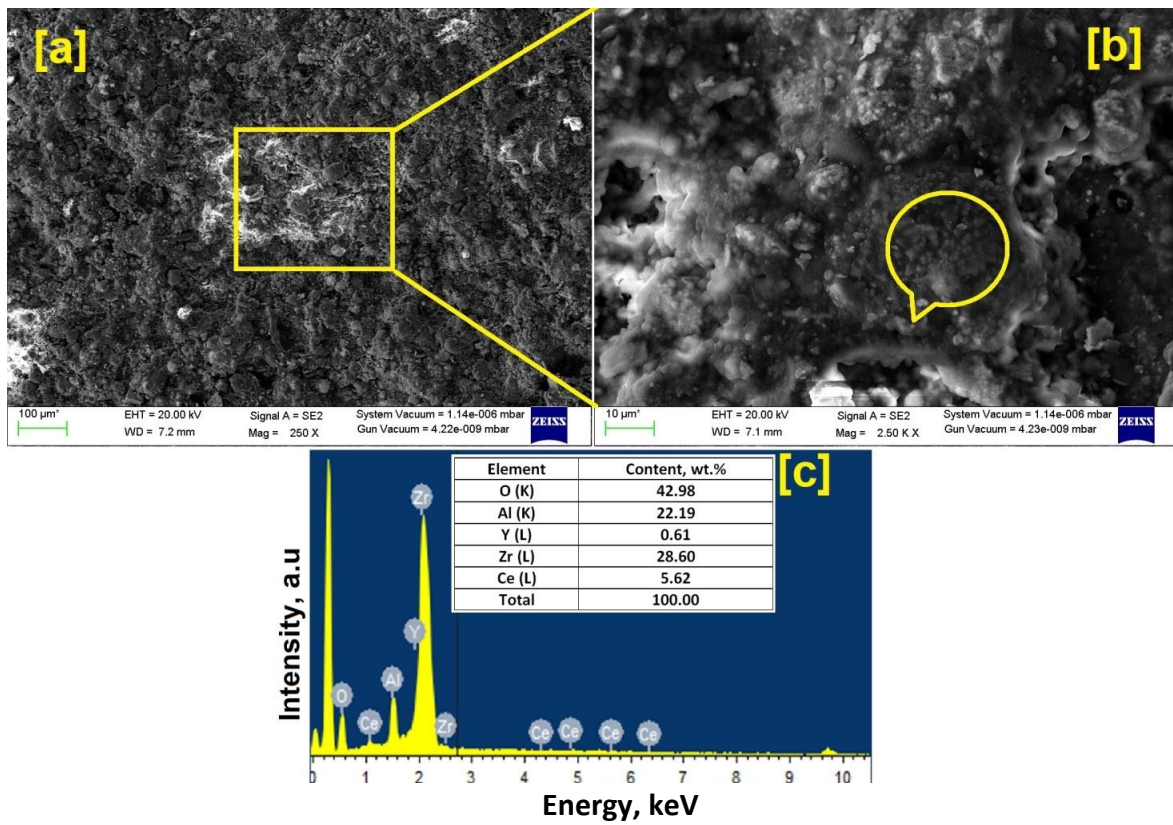 [a]
[b]
100 µm*
EHT = 20.00 kV
Signal A = SE2
System Vacuum = 1.14e-006 mbar
WD = 7.2 mm
Mag = 250 X
Gun Vacuum = 4.22e-009 mbar
ZEISS
10 µm*
EHT = 20.00 kV
Signal A = SE2
System Vacuum = 1.14e-006 mbar
WD = 7.1 mm
Mag = 2.50 K X
Gun Vacuum = 4.23e-009 mbar
ZEISS
[c]
Element Content, wt.%
O (K) 42.98
Al (K) 22.19
Y (L) 0.61
Zr (L) 28.60
Ce (L) 5.62
Total 100.00
Zr
Y
Al
O
Ce
Zr
Ce
Ce
Ce
Ce
Intensity, a.u
0 1 2 3 4 5 6 7 8 9 10
Energy, keV